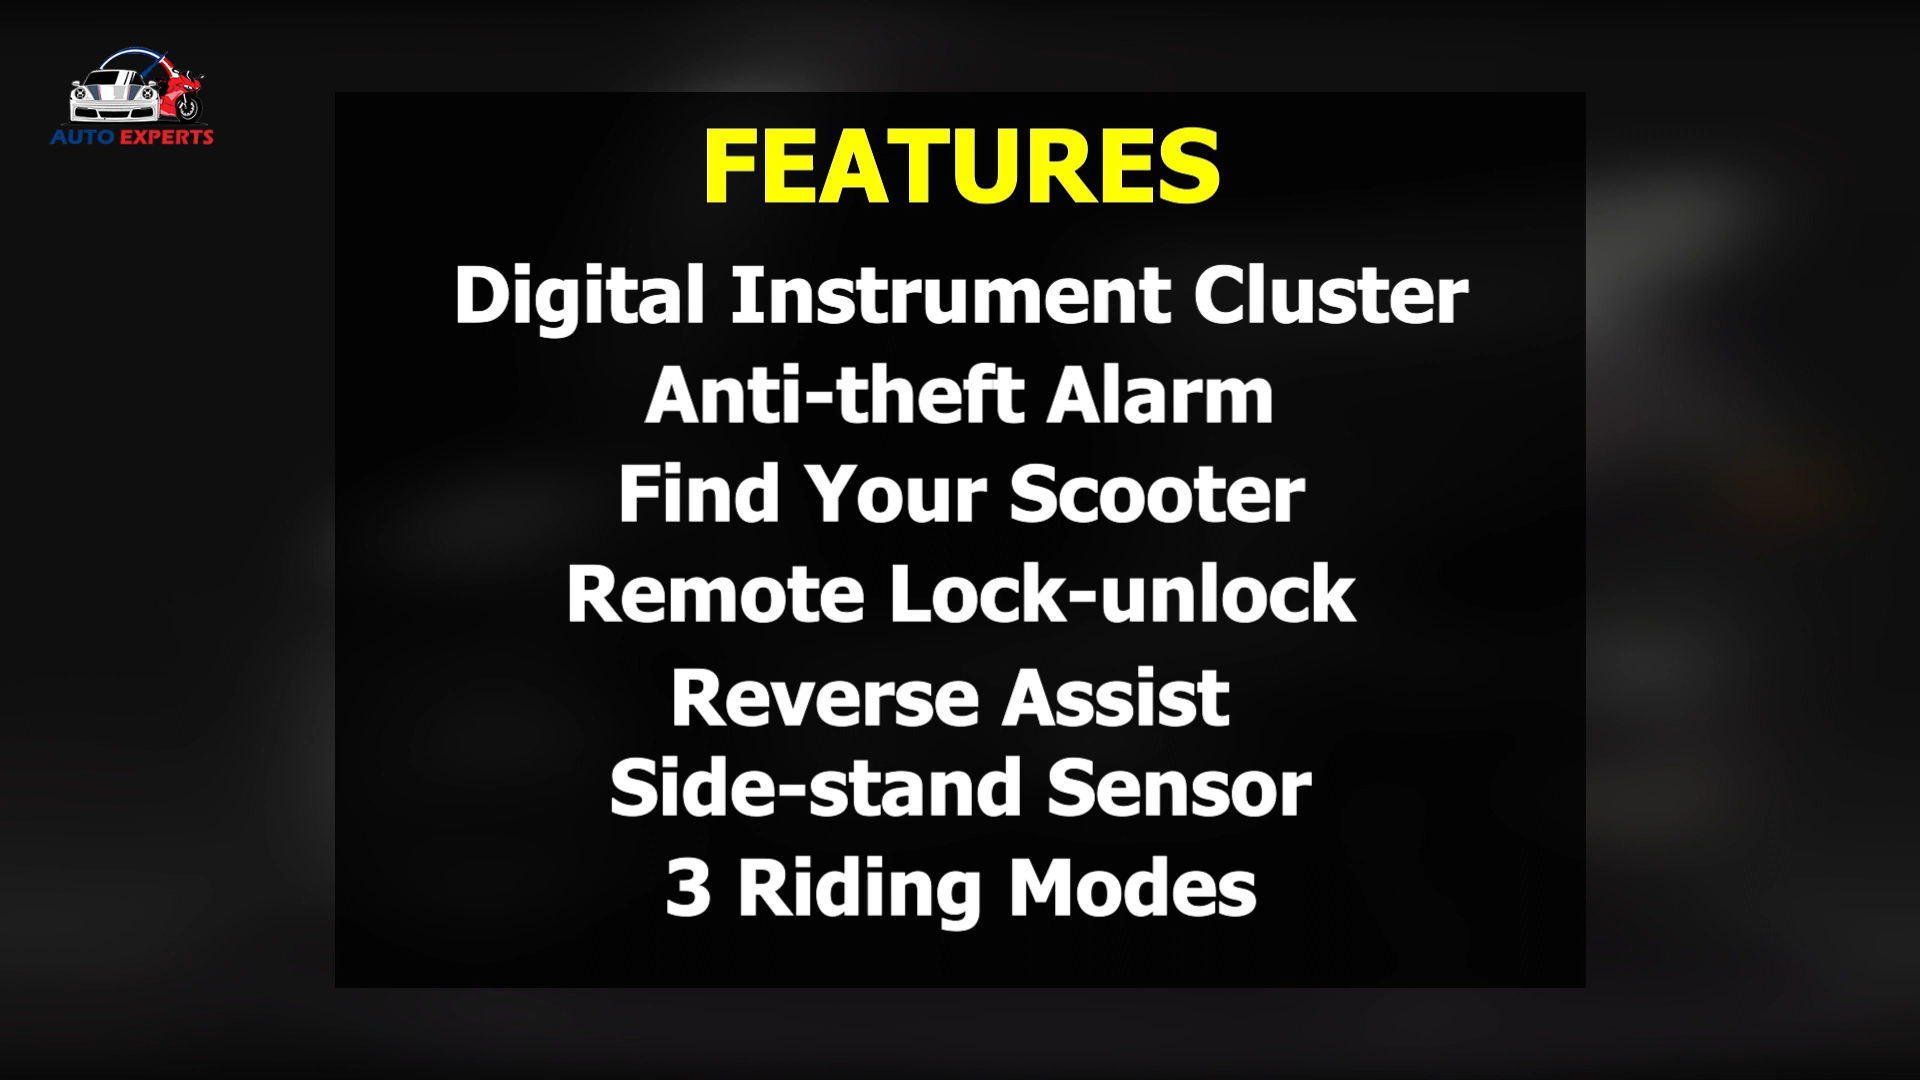 AUTO EXPERTS
FEATURES
Digital Instrument Cluster
Anti-theft Alarm
Find Your Scooter
Remote Lock-unlock
Reverse Assist
Side-stand Sensor
3 Riding Modes